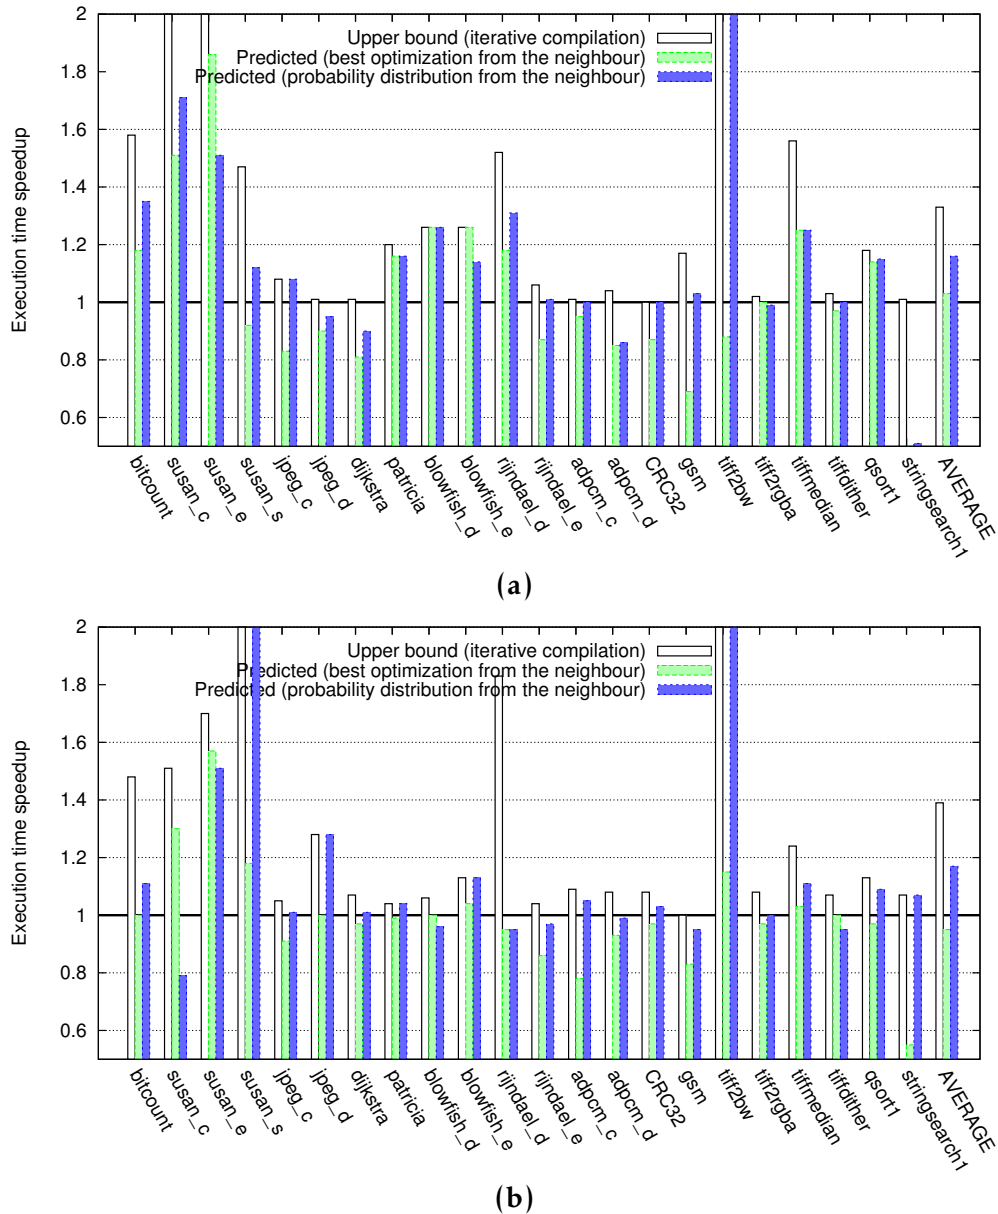 Upper bound (iterative compilation)
Predicted (best optimization from the neighbour)
Predicted (probability distribution from the neighbour)
Execution time speedup
2
1.8
1.6
1.4
1.2
1
0.8
0.6
bitcount
susan_c
susan_e
susan_s
jpeg_c
jpeg_d
dijkstra
patricia
blowfish_d
blowfish_e
rijndael_d
rijndael_e
adpcm_c
adpcm_d
CRC32
gsm
tiff2bw
tiff2rgba
tiffmedian
tiffdither
qsort1
stringsearch1
AVERAGE
(a)
Upper bound (iterative compilation)
Predicted (best optimization from the neighbour)
Predicted (probability distribution from the neighbour)
Execution time speedup
2
1.8
1.6
1.4
1.2
1
0.8
0.6
bitcount
susan_c
susan_e
susan_s
jpeg_c
jpeg_d
dijkstra
patricia
blowfish_d
blowfish_e
rijndael_d
rijndael_e
adpcm_c
adpcm_d
CRC32
gsm
tiff2bw
tiff2rgba
tiffmedian
tiffdither
qsort1
stringsearch1
AVERAGE
(b)